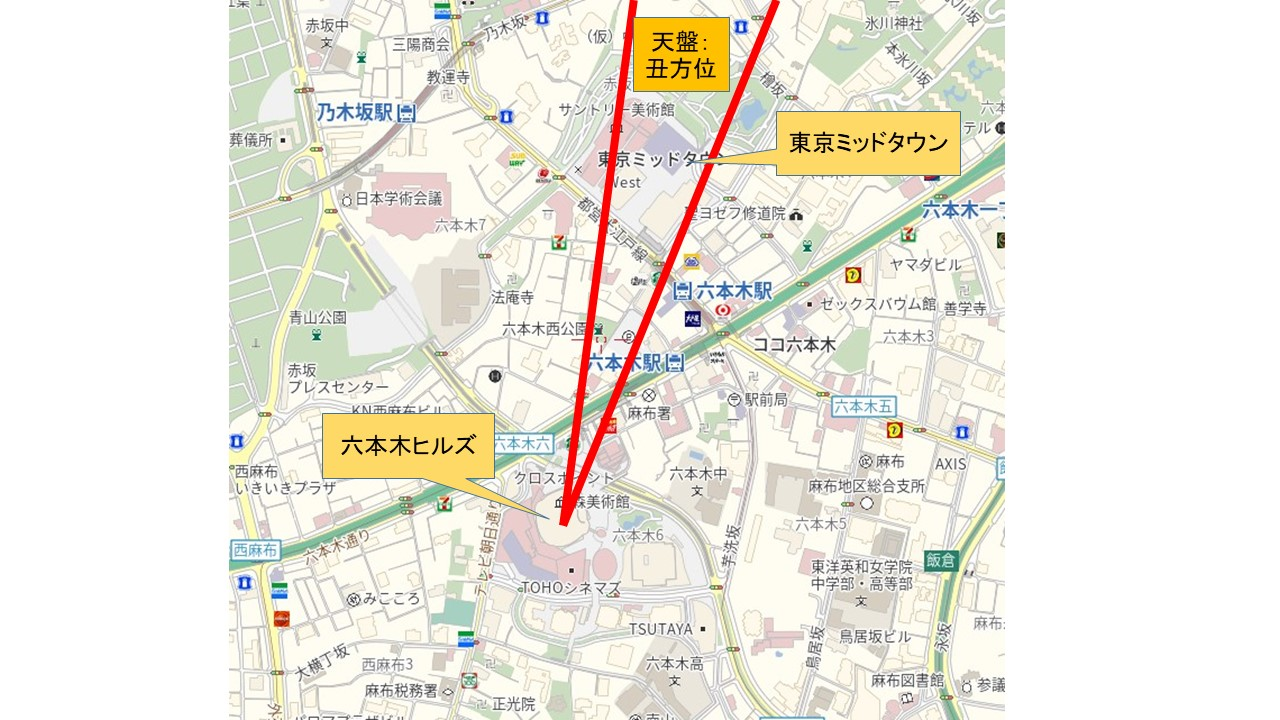 赤坂中
三陽商会
乃木坂
(仮)
天盤：
丑方位
氷川神社
本氷川坂
檜坂
教運寺
乃木坂駅
サントリー美術館
葬儀所
東京ミッドタウン
東京ミッドタウン
West
日本学術会議
六本木7
都営大江戸線
聖ヨゼフ修道院
六本木一丁
ヤマダビル
法庵寺
六本木駅
ゼックスバウム館
善学寺
青山公園
六本木西公園
ココ六本木
六本木3
六本木駅
赤坂
プレスセンター
KN西麻布ビル
麻布署
駅前局
六本木五
六本木ヒルズ
六本木六
西麻布
いきいきプラザ
クロスポイント
六本木中
麻布
AXIS
麻布地区総合支所
森美術館
六本木5
六本木6
芋洗坂
西麻布
六本木通り
テレビ朝日通り
飯倉
東洋英和女学院
中学部・高等部
TOHOシネマズ
みこころ
TSUTAYA
鳥居坂
鳥居坂ビル
永坂
大横丁坂
西麻布3
六本木高
麻布税務署
正光院
麻布図書館